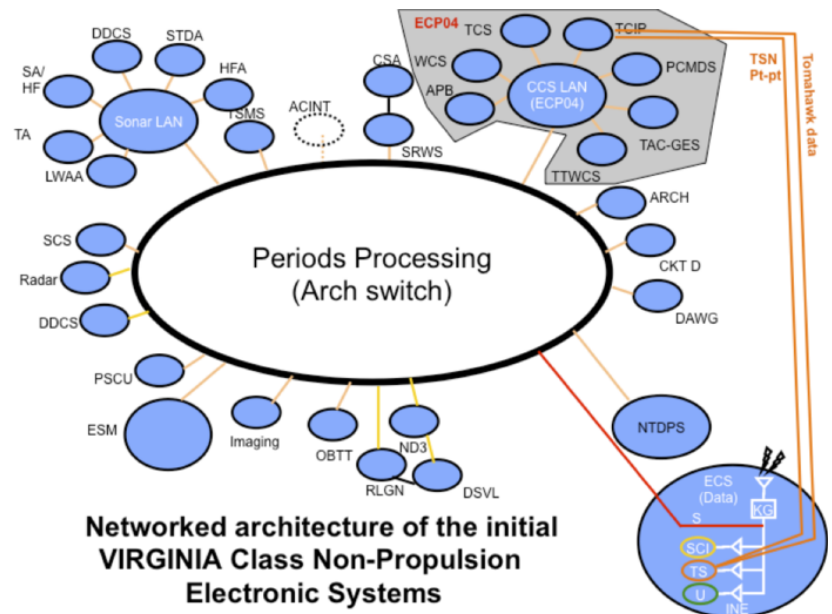 DDCS
STDA
SA/
HF
HFA
Sonar LAN
TA
LWAA
TSMS
ACINT
CSA
SRWS
ECP04
TCS
TCIP
WCS
PCMDS
APB
CCS LAN
(ECP04)
TAC-GES
TTWCS
TSN
Pt-pt
Tomahawk data
SCS
Radar
DDCS
PSCU
ESM
Imaging
OBTT
RLGN
ND3
DSVL
Periods Processing
(Arch switch)
ARCH
CKT D
DAWG
NTDPS
ECS
(Data)
S
KG
SCI
TS
U
INE
Networked architecture of the initial
VIRGINIA Class Non-Propulsion
Electronic Systems